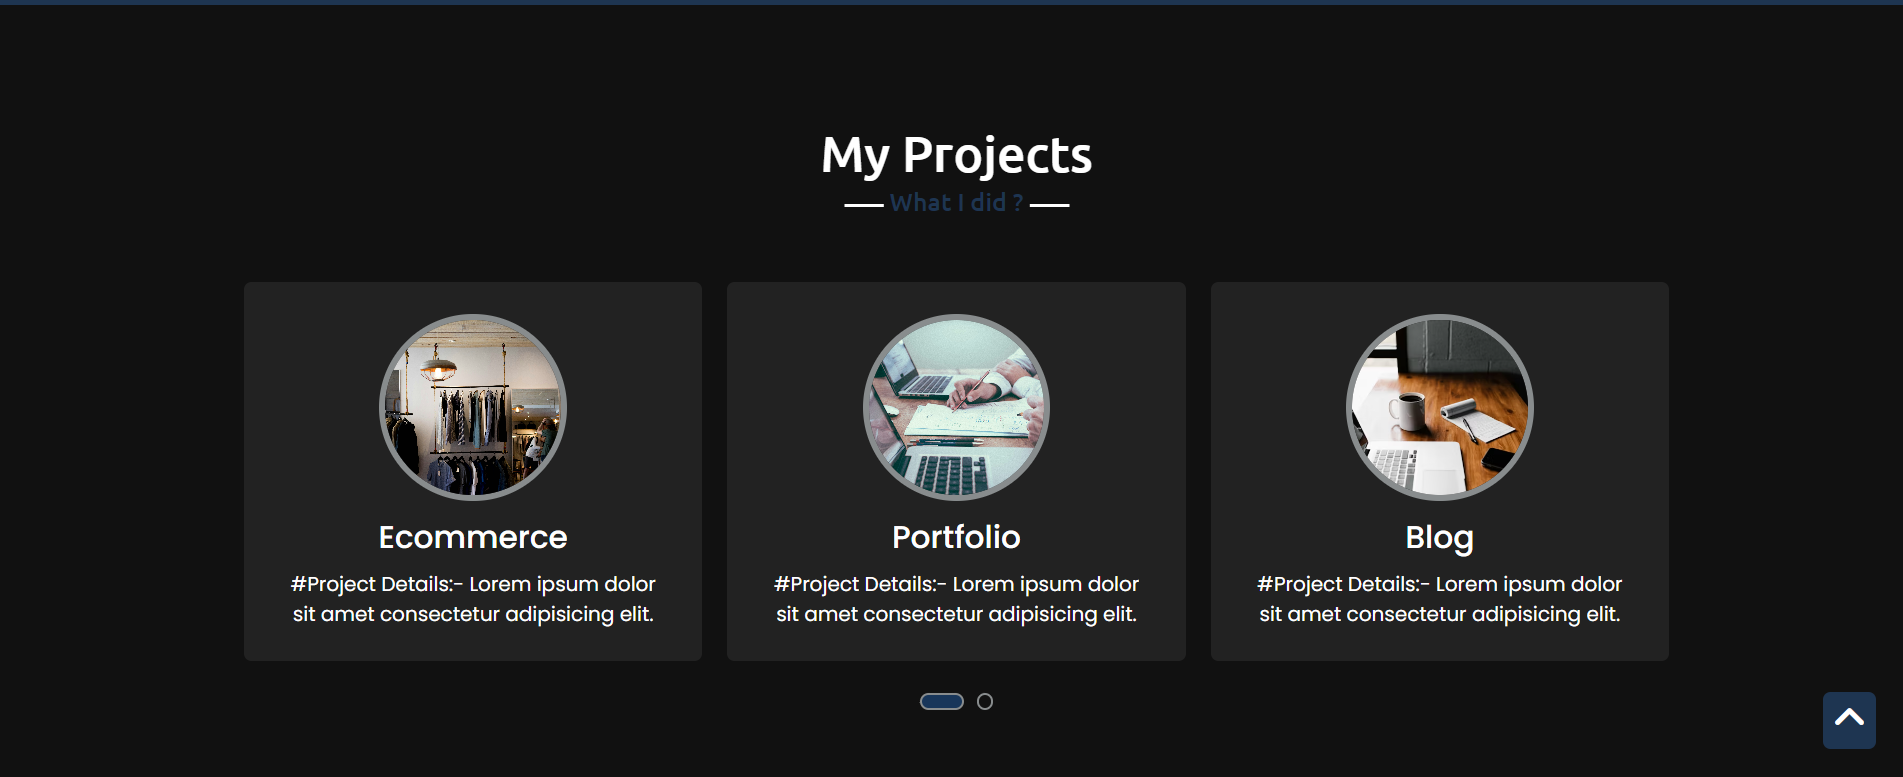 My Projects
What I did ?
Ecommerce
#Project Details:- Lorem ipsum dolor
sit amet consectetur adipisicing elit.
Portfolio
#Project Details:- Lorem ipsum dolor
sit amet consectetur adipisicing elit.
Blog
#Project Details:- Lorem ipsum dolor
sit amet consectetur adipisicing elit.